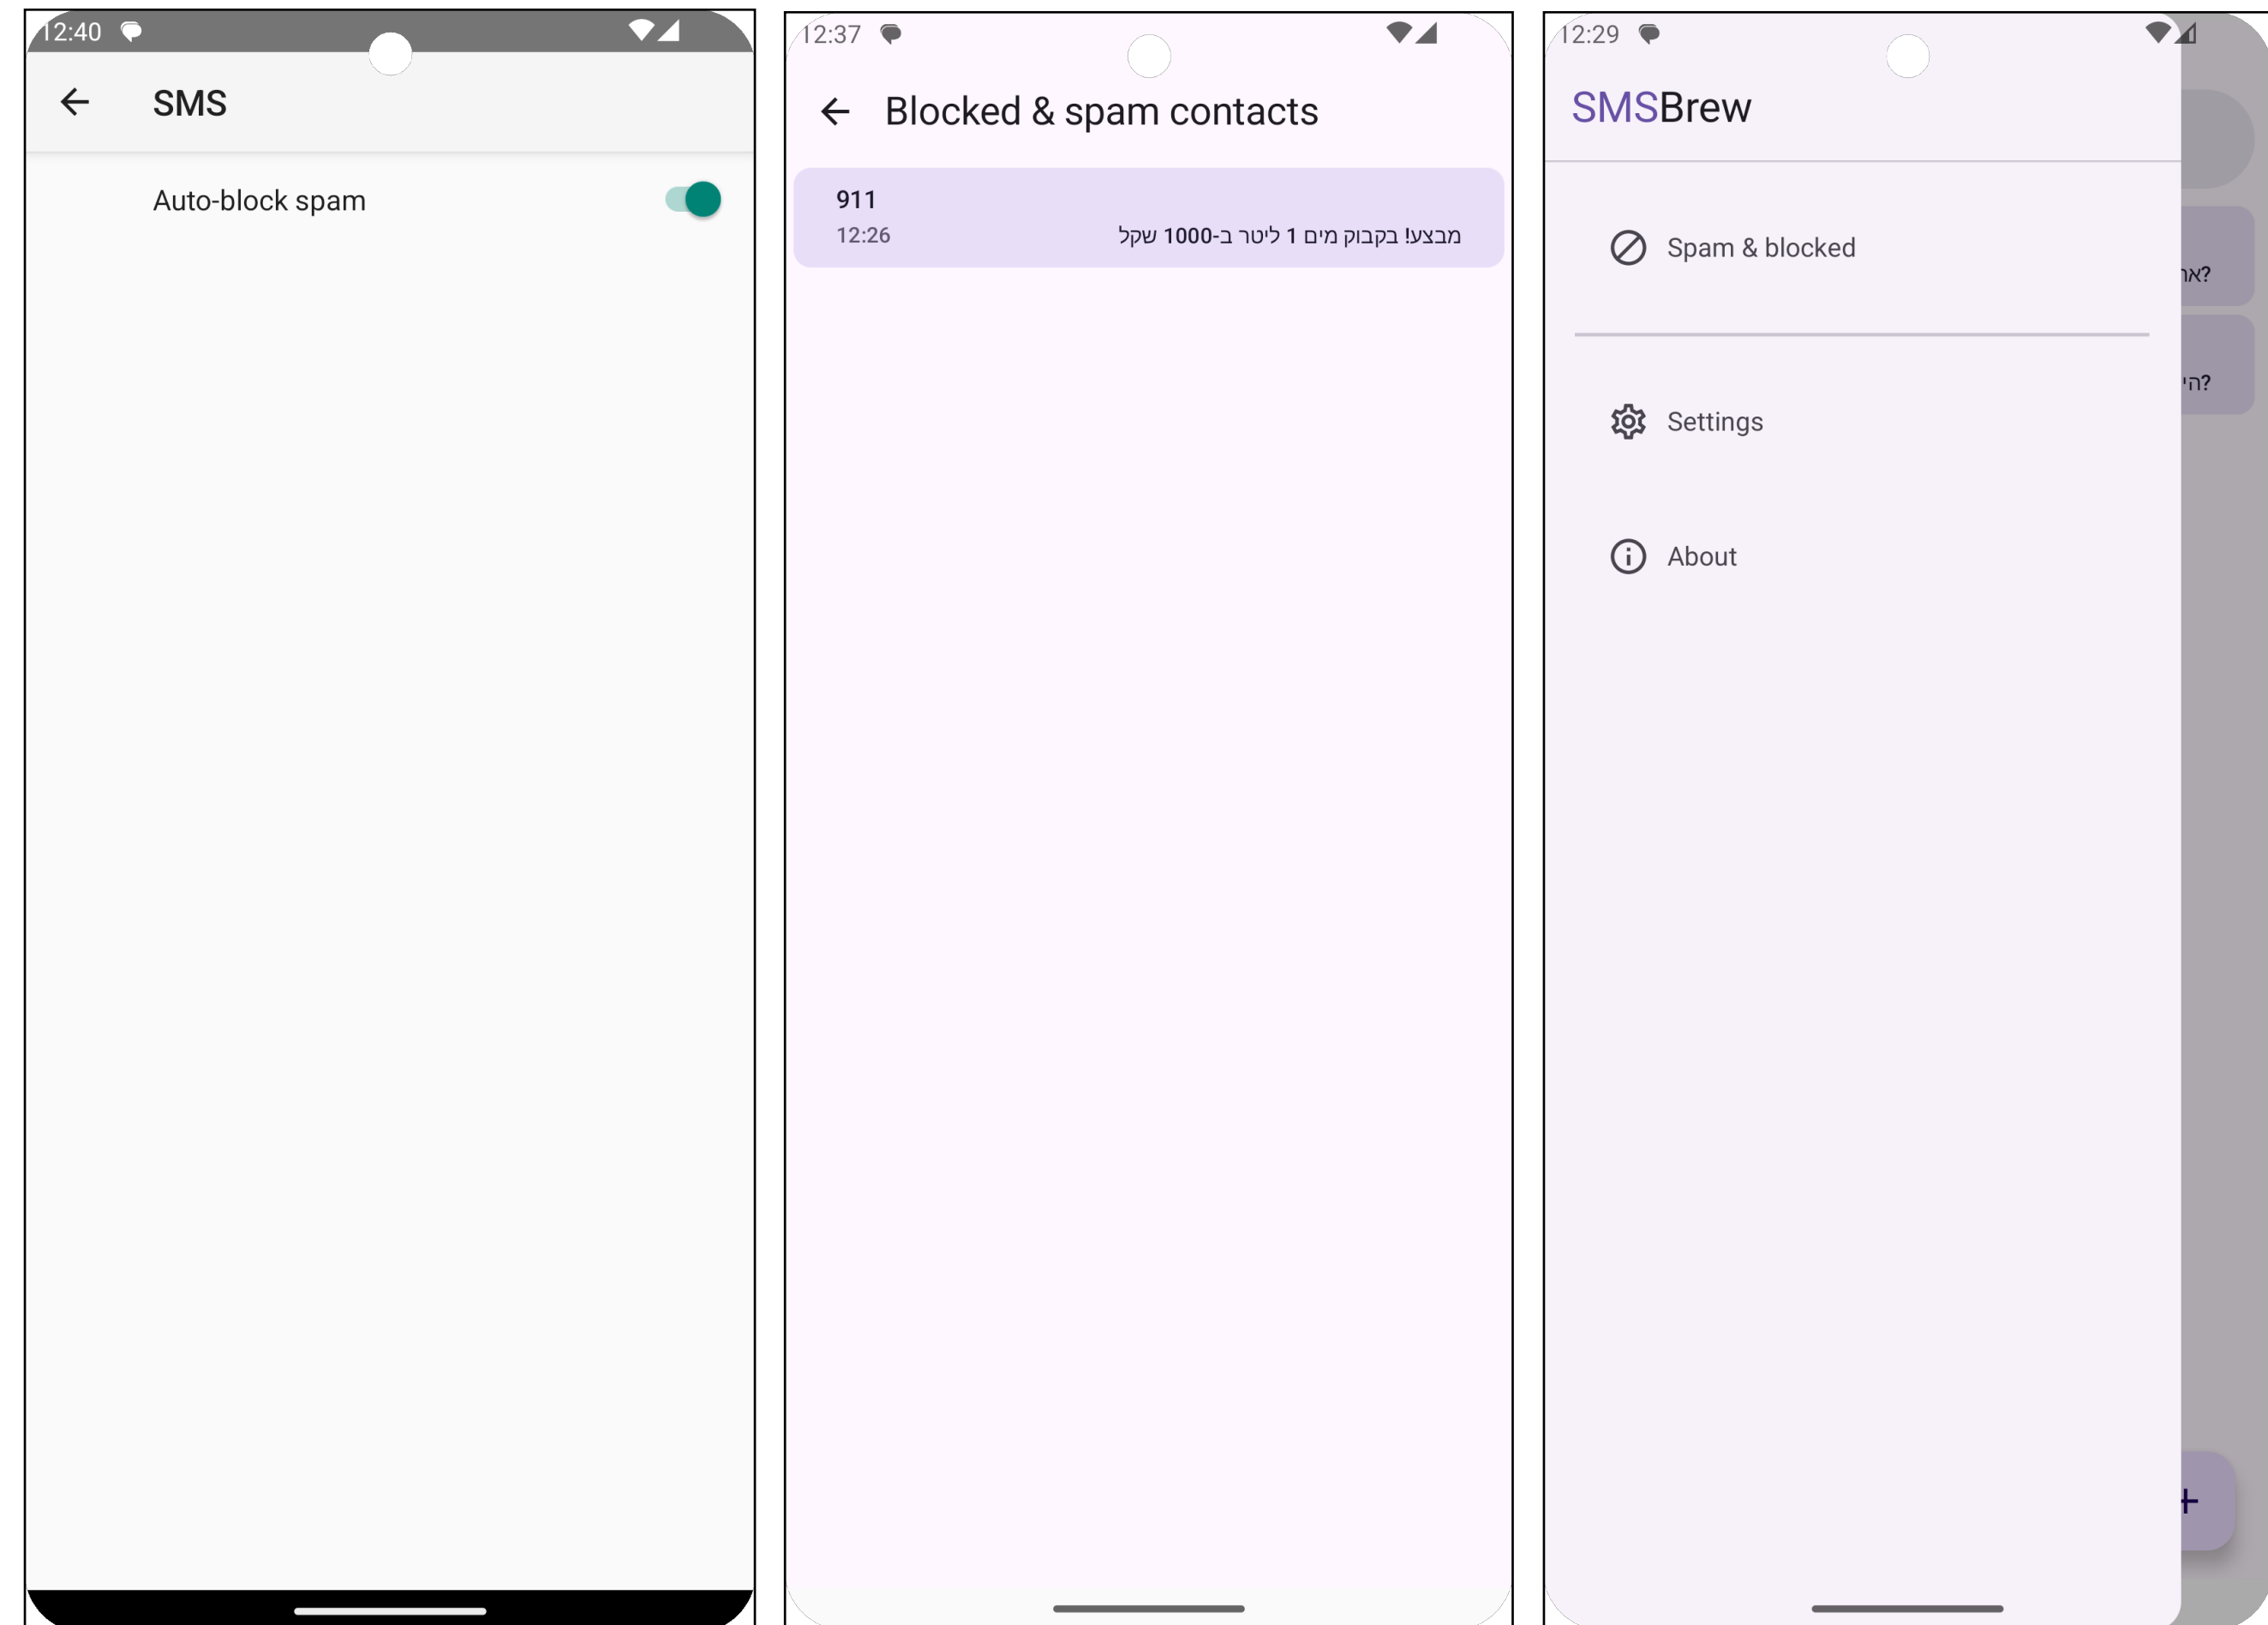 12:40
SMS
Auto-block spam
12:37
Blocked & spam contacts
911
12:26
מבצע! בקבוק מים 1 ליטר ב-1000 שקל
12:29
SMSBrew
Spam & blocked
Settings
About
+